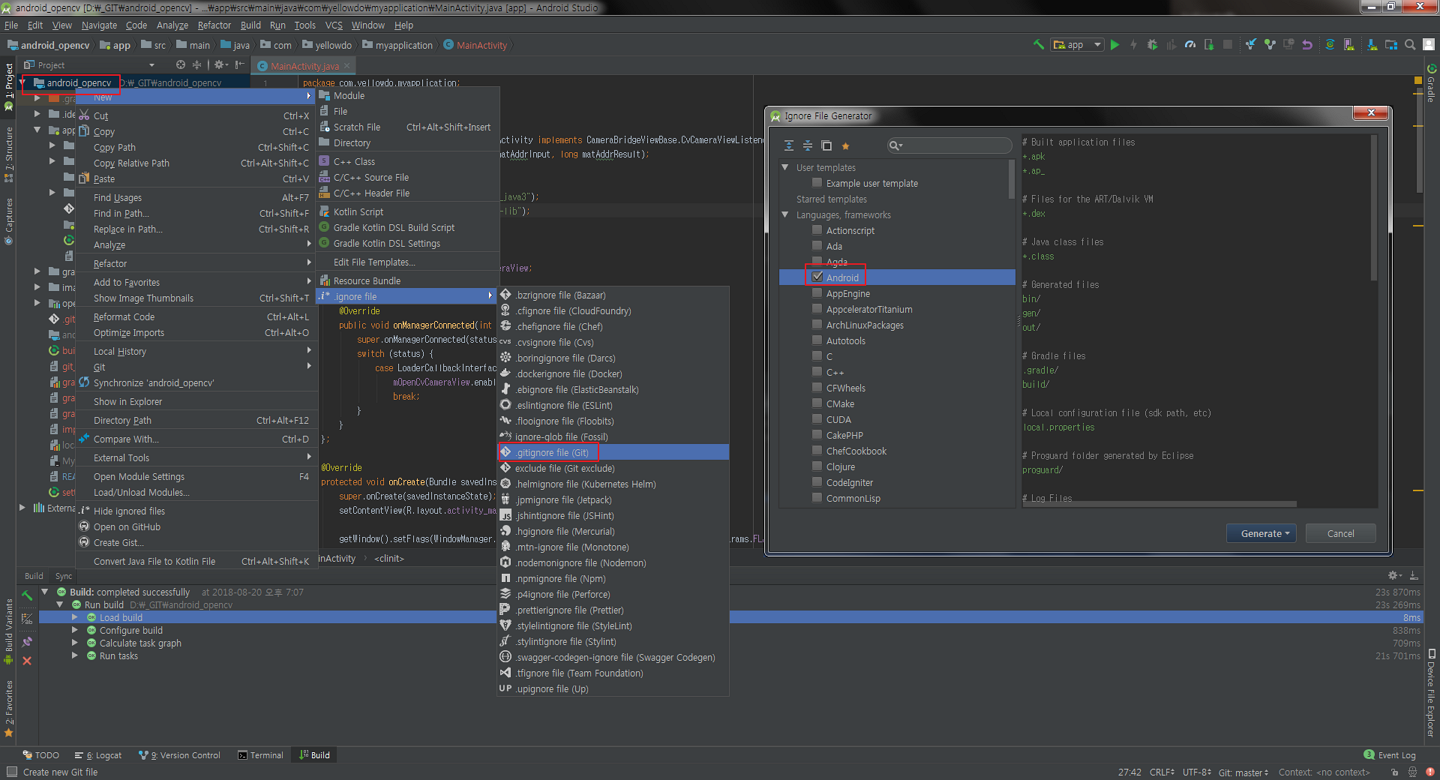 android_opencv [D:₩_GIT₩android_opencv] - ...₩app₩src₩main₩java₩com₩yellowdo₩myapplication₩MainActivity.java [app] - Android Studio
File Edit View Navigate Code Analyze Refactor Build Run Tools VCS Window Help
android_opencv app src main java com yellowdo myapplication MainActivity
app
Project
MainActivity.java
1: Project
7: Structure
Captures
Build Variants
2: Favorites
Gradle
Device File Explorer
android_opencv D:₩_GIT₩android_opencv
1 package com.yellowdo.myapplication;
New
Cut Ctrl+X
Copy Ctrl+C
Copy Path Ctrl+Shift+C
Copy Relative Path Ctrl+Alt+Shift+C
Paste Ctrl+V
Find Usages Alt+F7
Find in Path... Ctrl+Shift+F
Replace in Path... Ctrl+Shift+R
Analyze
Refactor
Add to Favorites
Show Image Thumbnails Ctrl+Shift+T
Reformat Code Ctrl+Alt+L
Optimize Imports Ctrl+Alt+O
Local History
Git
Synchronize 'android_opencv'
Show in Explorer
Directory Path Ctrl+Alt+F12
Compare With... Ctrl+D
External Tools
Open Module Settings F4
Load/Unload Modules...
Hide Ignored files
Open on GitHub
Create Gist...
Convert Java File to Kotlin File Ctrl+Alt+Shift+K
Module
File
Scratch File Ctrl+Alt+Shift+Insert
Directory
C++ Class
C/C++ Source File
C/C++ Header File
Kotlin Script
Gradle Kotlin DSL Build Script
Gradle Kotlin DSL Settings
Edit File Templates...
Resource Bundle
.ignore file
.bzrignore file (Bazaar)
.cfignore file (CloudFoundry)
.chefignore file (Chef)
.cvsignore file (Cvs)
.boringignore file (Darcs)
.dockerignore file (Docker)
.ebignore file (ElasticBeanstalk)
.eslintignore file (ESLint)
.flooignore file (Floobits)
ignore-glob file (Fossil)
.gitignore file (Git)
exclude file (Git exclude)
.helmignore file (Kubernetes Helm)
.jpmignore file (Jetpack)
.jshintignore file (JSHint)
.hgignore file (Mercurial)
.mtn-ignore file (Monotone)
.nodemonignore file (Nodemon)
.npmignore file (Npm)
.p4ignore file (Perforce)
.prettierignore file (Prettier)
.stylelintignore file (StyleLint)
.stylintignore file (Stylint)
.swagger-codegen-ignore file (Swagger Codegen)
.tfignore file (Team Foundation)
.upignore file (Up)
Activity implements CameraBridgeViewBase.CvCameraViewListen
matAddrInput, long matAddrResult);
_java3");
-lib");
@Override
public void onManagerConnected(int
super.onManagerConnected(status
switch (status) {
case LoaderCallbackInterfac
mOpenCvCameraView.enabl
break;
}
}
};
@Override
protected void onCreate(Bundle savedInst
super.onCreate(savedInstanceState);
setContentView(R.layout.activity_ma
getWindow().setFlags(WindowManager.
rams.FL
inActivity > <clinit>
Ignore File Generator
User templates
Example user template
Starred templates
Languages, frameworks
Actionscript
Ada
Agda
Android
AppEngine
AppceleratorTitanium
ArchLinuxPackages
Autotools
C
C++
CFWheels
CMake
CUDA
CakePHP
ChefCookbook
Clojure
CodeIgniter
CommonLisp
# Built application files
*.apk
*.ap_
# Files for the ART/Dalvik VM
*.dex
# Java class files
*.class
# Generated files
bin/
gen/
out/
# Gradle files
.gradle/
build/
# Local configuration file (sdk path, etc)
local.properties
# Proguard folder generated by Eclipse
proguard/
# Log Files
Generate
Cancel
Build Sync
Build: completed successfully at 2018-08-20 오후 7:07 23s 870ms
Run build D:₩_GIT₩android_opencv 23s 269ms
Load build 8ms
Configure build 838ms
Calculate task graph 709ms
Run tasks 21s 701ms
TODO 6: Logcat 9: Version Control Terminal Build 3 Event Log
Create new Git file 27:42 CRLF÷ UTF-8÷ Git: master÷ Context: <no context>